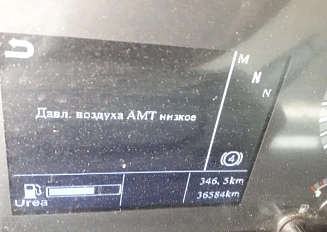 M
N
N
Давл. воздуха АМТ низкое
4
346.5km
36584km
Urea